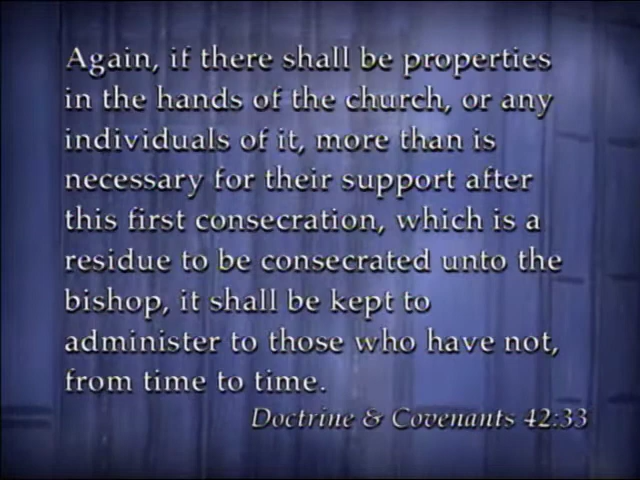 Again, if there shall be properties
in the hands of the church, or any
individuals of it, more than is
necessary for their support after
this first consecration, which is a
residue to be consecrated unto the
bishop, it shall be kept to
administer to those who have not,
from time to time.
Doctrine & Covenants 42:33